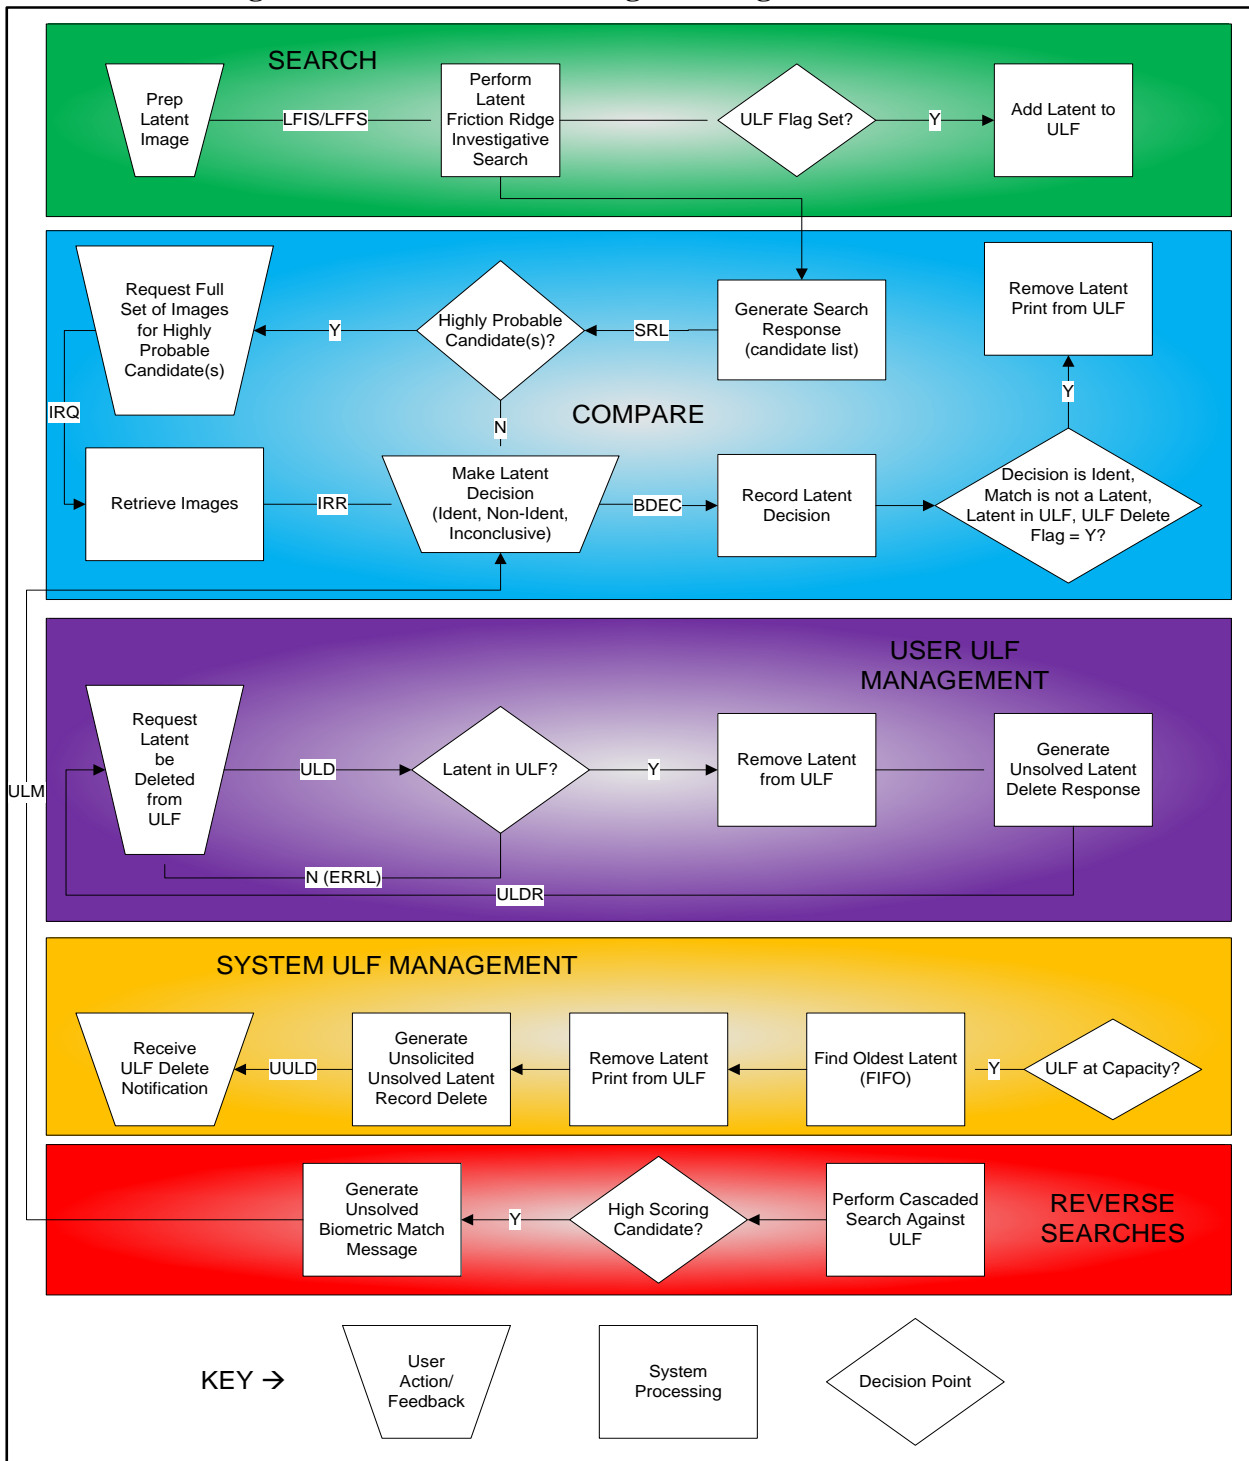 SEARCH
Prep
Latent
Image
LFIS/LFFS
Perform
Latent
Friction Ridge
Investigative
Search
ULF Flag Set?
Y
Add Latent to
ULF
Request Full
Set of Images
for Highly
Probable
Candidate(s)
Y
Highly Probable
Candidate(s)?
SRL
Generate Search
Response
(candidate list)
Remove Latent
Print from ULF
IRQ
N
COMPARE
Y
Retrieve Images
IRR
Make Latent
Decision
(Ident, Non-Ident,
Inconclusive)
BDEC
Record Latent
Decision
Decision is Ident,
Match is not a Latent,
Latent in ULF, ULF Delete
Flag = Y?
USER ULF
MANAGEMENT
Request
Latent
be
Deleted
from
ULF
ULD
Latent in ULF?
Y
Remove Latent
from ULF
Generate
Unsolved Latent
Delete Response
ULM
N (ERRL)
ULDR
SYSTEM ULF MANAGEMENT
Receive
ULF Delete
Notification
UULD
Generate
Unsolicited
Unsolved Latent
Record Delete
Remove Latent
Print from ULF
Find Oldest Latent
(FIFO)
Y
ULF at Capacity?
Generate
Unsolved
Biometric Match
Message
Y
High Scoring
Candidate?
Perform Cascaded
Search Against
ULF
REVERSE
SEARCHES
KEY →
User
Action/
Feedback
System
Processing
Decision Point